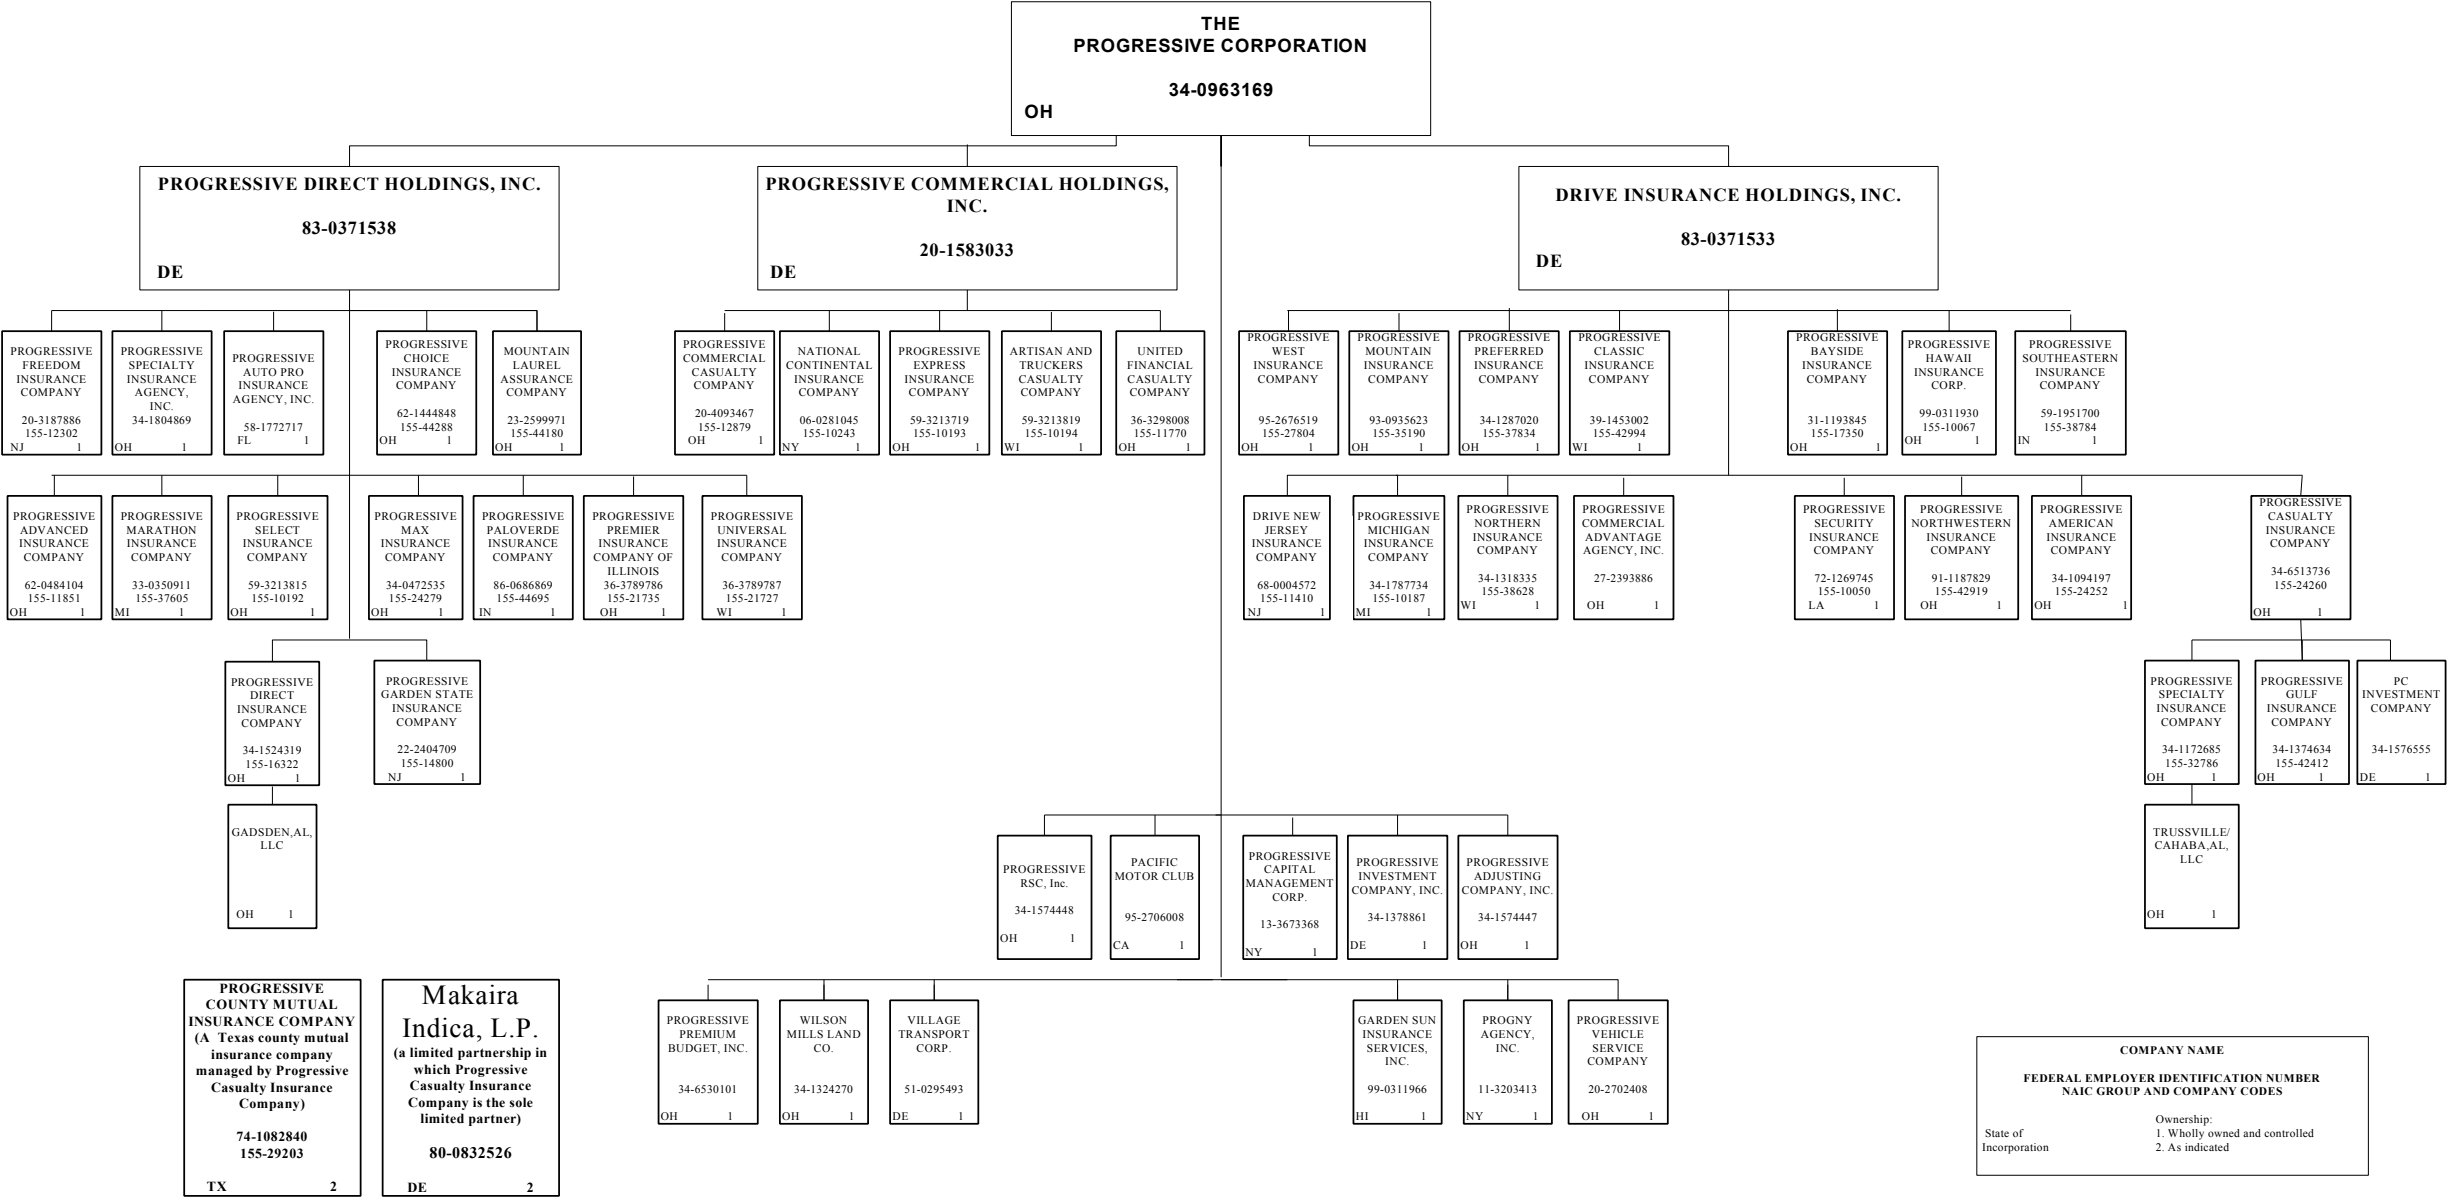 THE
PROGRESSIVE CORPORATION
34-0963169
OH
PROGRESSIVE DIRECT HOLDINGS, INC.
83-0371538
DE
PROGRESSIVE COMMERCIAL HOLDINGS,
INC.
20-1583033
DE
DRIVE INSURANCE HOLDINGS, INC.
83-0371533
DE
PROGRESSIVE
FREEDOM
INSURANCE
COMPANY
20-3187886
155-12302
NJ 1
PROGRESSIVE
SPECIALTY
INSURANCE
AGENCY,
INC.
34-1804869
OH 1
PROGRESSIVE
AUTO PRO
INSURANCE
AGENCY, INC.
58-1772717
FL 1
PROGRESSIVE
CHOICE
INSURANCE
COMPANY
62-1444848
155-44288
OH 1
MOUNTAIN
LAUREL
ASSURANCE
COMPANY
23-2599971
155-44180
OH 1
PROGRESSIVE
COMMERCIAL
CASUALTY
COMPANY
20-4093467
155-12879
OH 1
NATIONAL
CONTINENTAL
INSURANCE
COMPANY
06-0281045
155-10243
NY 1
PROGRESSIVE
EXPRESS
INSURANCE
COMPANY
59-3213719
155-10193
OH 1
ARTISAN AND
TRUCKERS
CASUALTY
COMPANY
59-3213819
155-10194
WI 1
UNITED
FINANCIAL
CASUALTY
COMPANY
36-3298008
155-11770
OH 1
PROGRESSIVE
WEST
INSURANCE
COMPANY
95-2676519
155-27804
OH 1
PROGRESSIVE
MOUNTAIN
INSURANCE
COMPANY
93-0935623
155-35190
OH 1
PROGRESSIVE
PREFERRED
INSURANCE
COMPANY
34-1287020
155-37834
OH 1
PROGRESSIVE
CLASSIC
INSURANCE
COMPANY
39-1453002
155-42994
WI 1
PROGRESSIVE
BAYSIDE
INSURANCE
COMPANY
31-1193845
155-17350
OH 1
PROGRESSIVE
HAWAII
INSURANCE
CORP.
99-0311930
155-10067
OH 1
PROGRESSIVE
SOUTHEASTERN
INSURANCE
COMPANY
59-1951700
155-38784
IN 1
PROGRESSIVE
ADVANCED
INSURANCE
COMPANY
62-0484104
155-11851
OH 1
PROGRESSIVE
MARATHON
INSURANCE
COMPANY
33-0350911
155-37605
MI 1
PROGRESSIVE
SELECT
INSURANCE
COMPANY
59-3213815
155-10192
OH 1
PROGRESSIVE
MAX
INSURANCE
COMPANY
34-0472535
155-24279
OH 1
PROGRESSIVE
PALOVERDE
INSURANCE
COMPANY
86-0686869
155-44695
IN 1
PROGRESSIVE
PREMIER
INSURANCE
COMPANY OF
ILLINOIS
36-3789786
155-21735
OH 1
PROGRESSIVE
UNIVERSAL
INSURANCE
COMPANY
36-3789787
155-21727
WI 1
DRIVE NEW
JERSEY
INSURANCE
COMPANY
68-0004572
155-11410
NJ 1
PROGRESSIVE
MICHIGAN
INSURANCE
COMPANY
34-1787734
155-10187
MI 1
PROGRESSIVE
NORTHERN
INSURANCE
COMPANY
34-1318335
155-38628
WI 1
PROGRESSIVE
COMMERCIAL
ADVANTAGE
AGENCY, INC.
27-2393886
OH 1
PROGRESSIVE
SECURITY
INSURANCE
COMPANY
72-1269745
155-10050
LA 1
PROGRESSIVE
NORTHWESTERN
INSURANCE
COMPANY
91-1187829
155-42919
OH 1
PROGRESSIVE
AMERICAN
INSURANCE
COMPANY
34-1094197
155-24252
OH 1
PROGRESSIVE
CASUALTY
INSURANCE
COMPANY
34-6513736
155-24260
OH 1
PROGRESSIVE
DIRECT
INSURANCE
COMPANY
34-1524319
155-16322
OH 1
PROGRESSIVE
GARDEN STATE
INSURANCE
COMPANY
22-2404709
155-14800
NJ 1
PROGRESSIVE
SPECIALTY
INSURANCE
COMPANY
34-1172685
155-32786
OH 1
PROGRESSIVE
GULF
INSURANCE
COMPANY
34-1374634
155-42412
OH 1
PC
INVESTMENT
COMPANY
34-1576555
DE 1
GADSDEN,AL,
LLC
OH 1
TRUSSVILLE/
CAHABA,AL,
LLC
OH 1
PROGRESSIVE
RSC, Inc.
34-1574448
OH 1
PACIFIC
MOTOR CLUB
95-2706008
CA 1
PROGRESSIVE
CAPITAL
MANAGEMENT
CORP.
13-3673368
NY 1
PROGRESSIVE
INVESTMENT
COMPANY, INC.
34-1378861
DE 1
PROGRESSIVE
ADJUSTING
COMPANY, INC.
34-1574447
OH 1
PROGRESSIVE
COUNTY MUTUAL
INSURANCE COMPANY
(A Texas county mutual
insurance company
managed by Progressive
Casualty Insurance
Company)
74-1082840
155-29203
TX 2
Makaira
Indica, L.P.
(a limited partnership in
which Progressive
Casualty Insurance
Company is the sole
limited partner)
80-0832526
DE 2
PROGRESSIVE
PREMIUM
BUDGET, INC.
34-6530101
OH 1
WILSON
MILLS LAND
CO.
34-1324270
OH 1
VILLAGE
TRANSPORT
CORP.
51-0295493
DE 1
GARDEN SUN
INSURANCE
SERVICES,
INC.
99-0311966
HI 1
PROGNY
AGENCY,
INC.
11-3203413
NY 1
PROGRESSIVE
VEHICLE
SERVICE
COMPANY
20-2702408
OH 1
COMPANY NAME
FEDERAL EMPLOYER IDENTIFICATION NUMBER
NAIC GROUP AND COMPANY CODES
Ownership:
State of 1. Wholly owned and controlled
Incorporation 2. As indicated